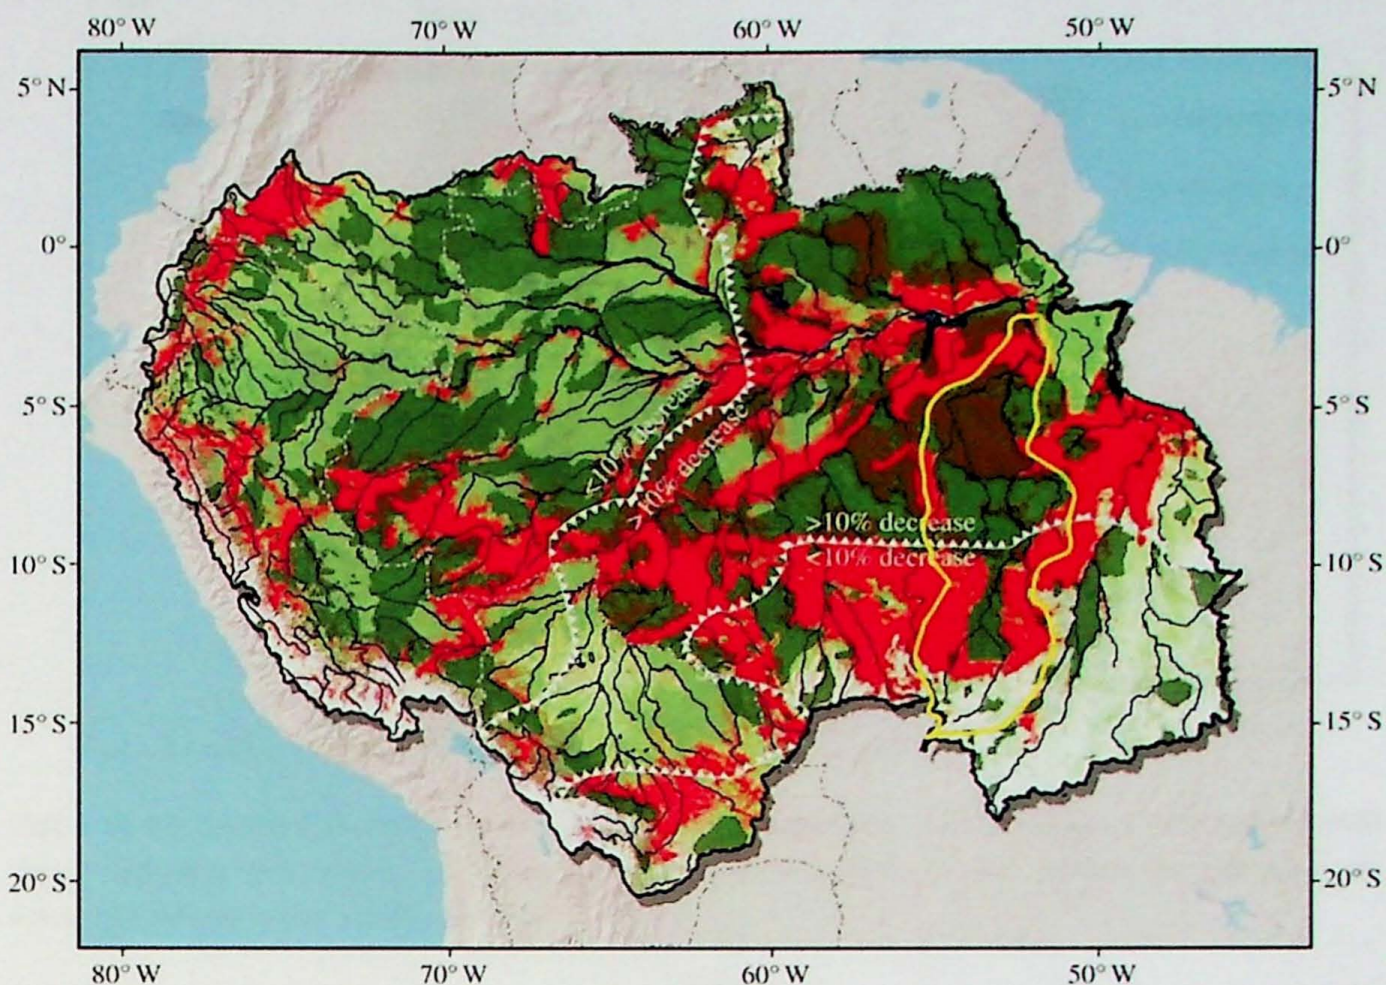 80° W 70° W 60° W 50° W
5° N 5° N
0° 0°
5° S 5° S
<10% decrease
>10% decrease
>10% decrease
<10% decrease
10° S 10° S
15° S 15° S
20° S 20° S
80° W 70° W 60° W 50° W